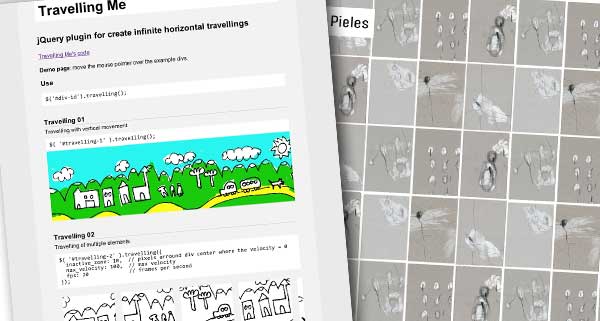 Travelling Me
jQuery plugin for create infinite horizontal travellings
Travelling Me's code
Demo page: move the mouse pointer over the example divs.
Use
$('#div-id').travelling();
Travelling 01
Travelling with vertical movement
$( '#travelling-1' ).travelling();
Travelling 02
Travelling of multiple elements
$( '#travelling-2' ).travelling({
inactive_zone: 10, // pixels arround div center where the velocity = 0
max_velocity: 100, // max velocity
fps: 20 // frames per second
});
Pieles